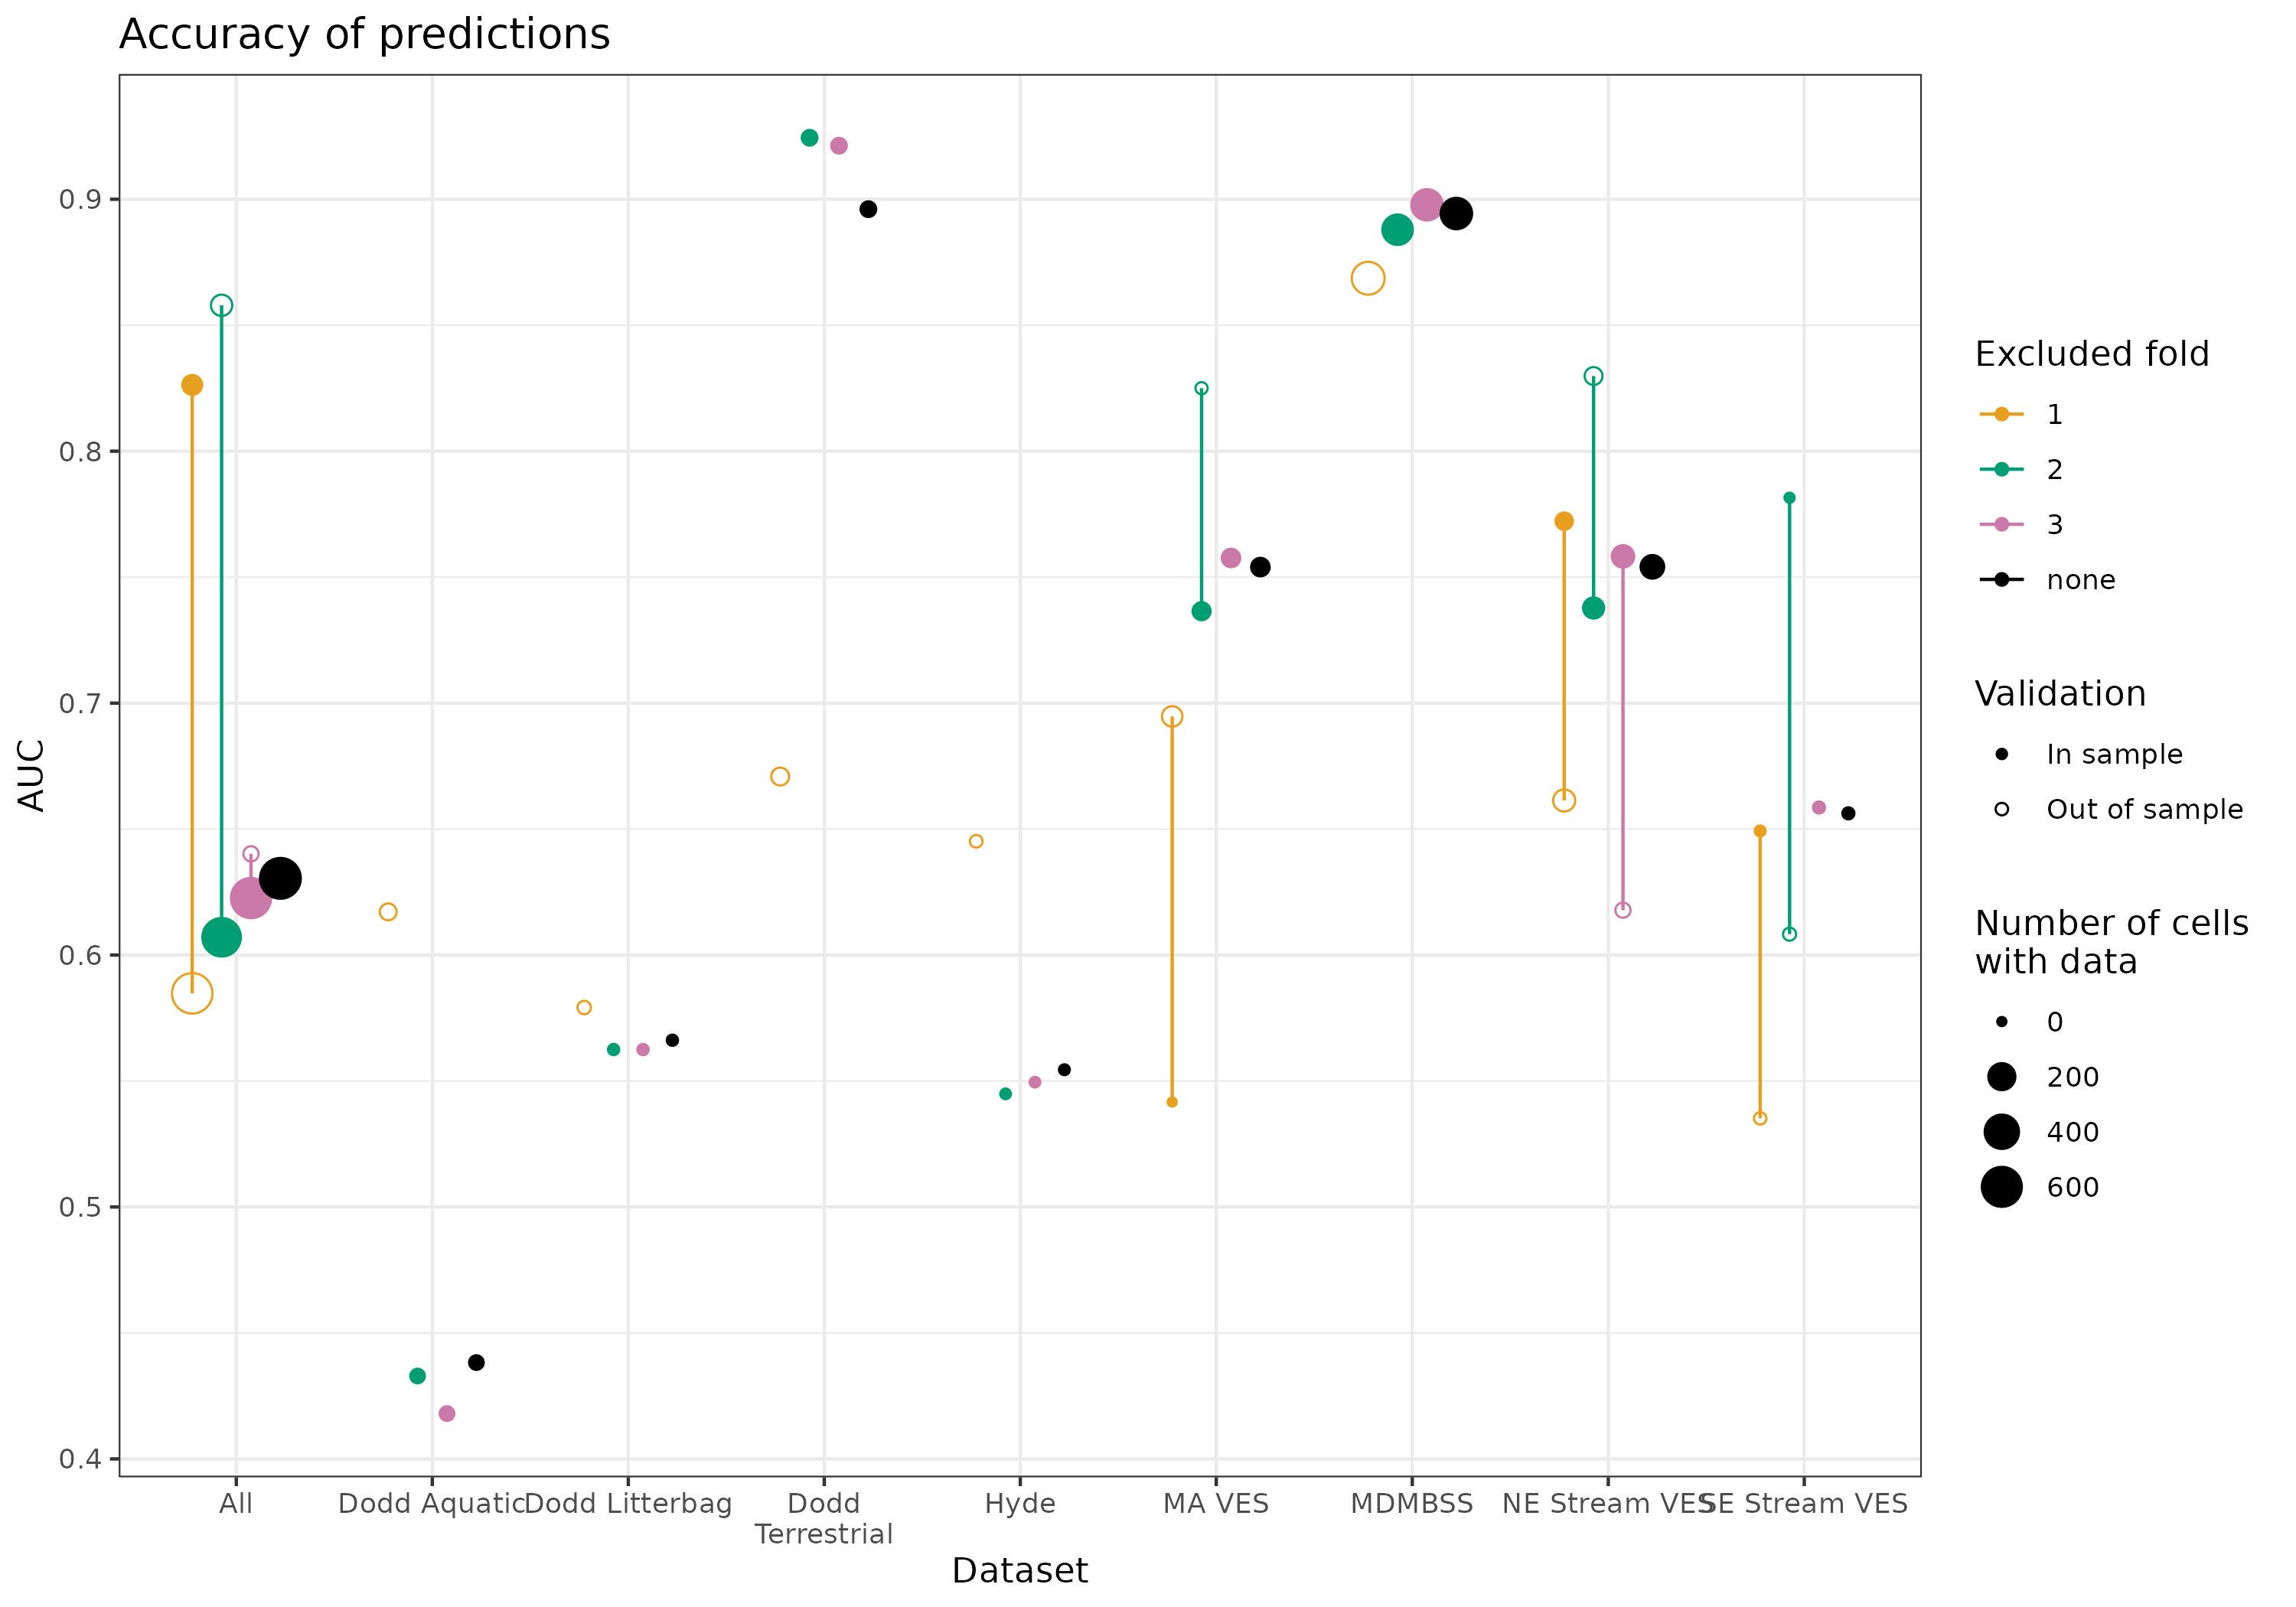 Accuracy of predictions
AUC
0.9
0.8
0.7
0.6
0.5
0.4
All
Dodd Aquatic
Dodd Litterbag
Dodd
Terrestrial
Hyde
MA VES
MDMBSS
NE Stream VES
SE Stream VES
Dataset
Excluded fold
1
2
3
none
Validation
In sample
Out of sample
Number of cells
with data
0
200
400
600